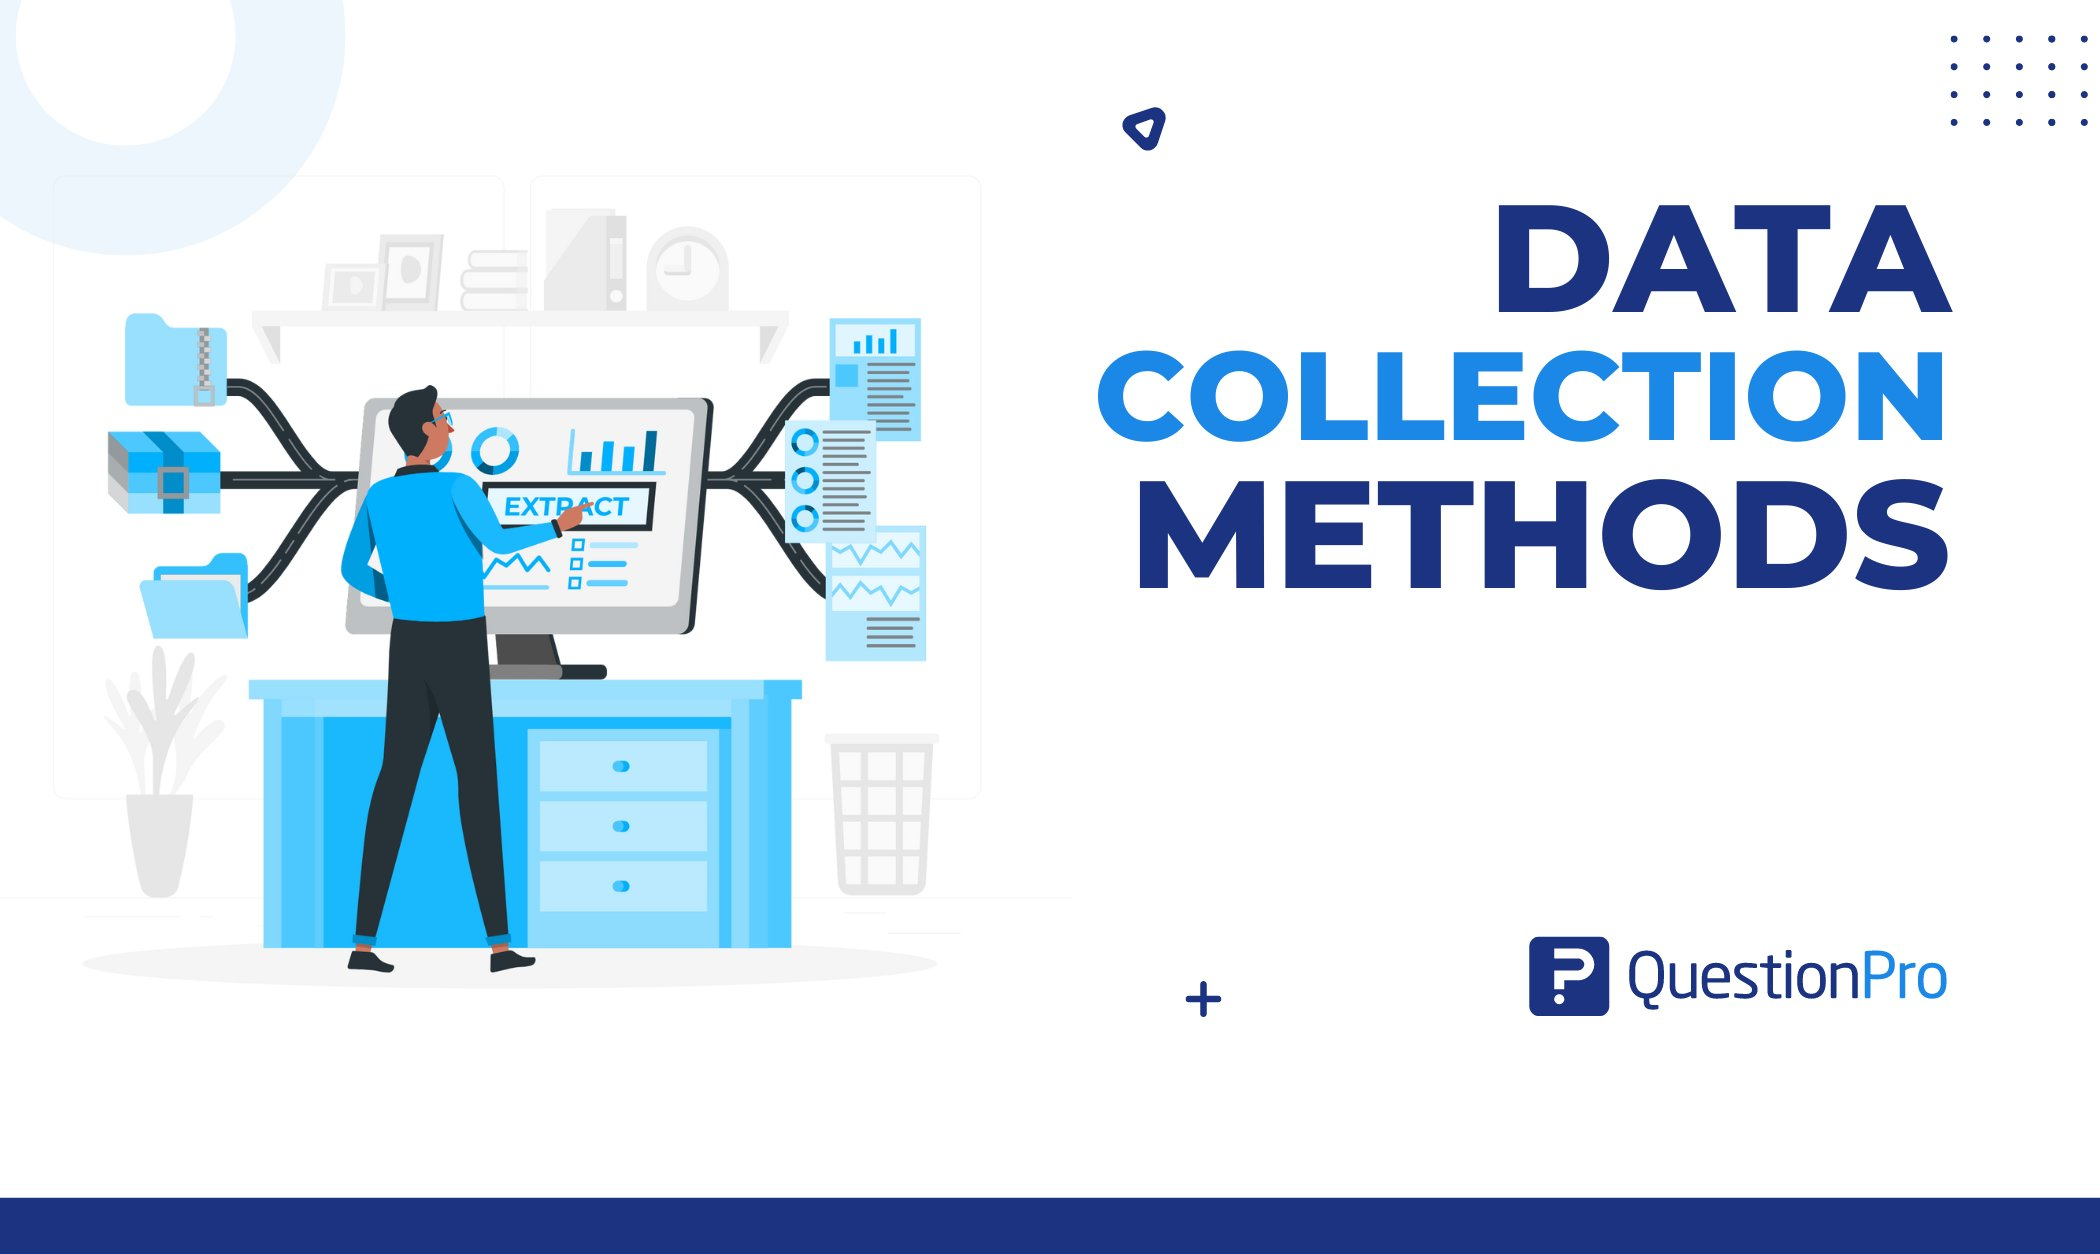 DATA
COLLECTION
METHODS
EXTRACT
QuestionPro